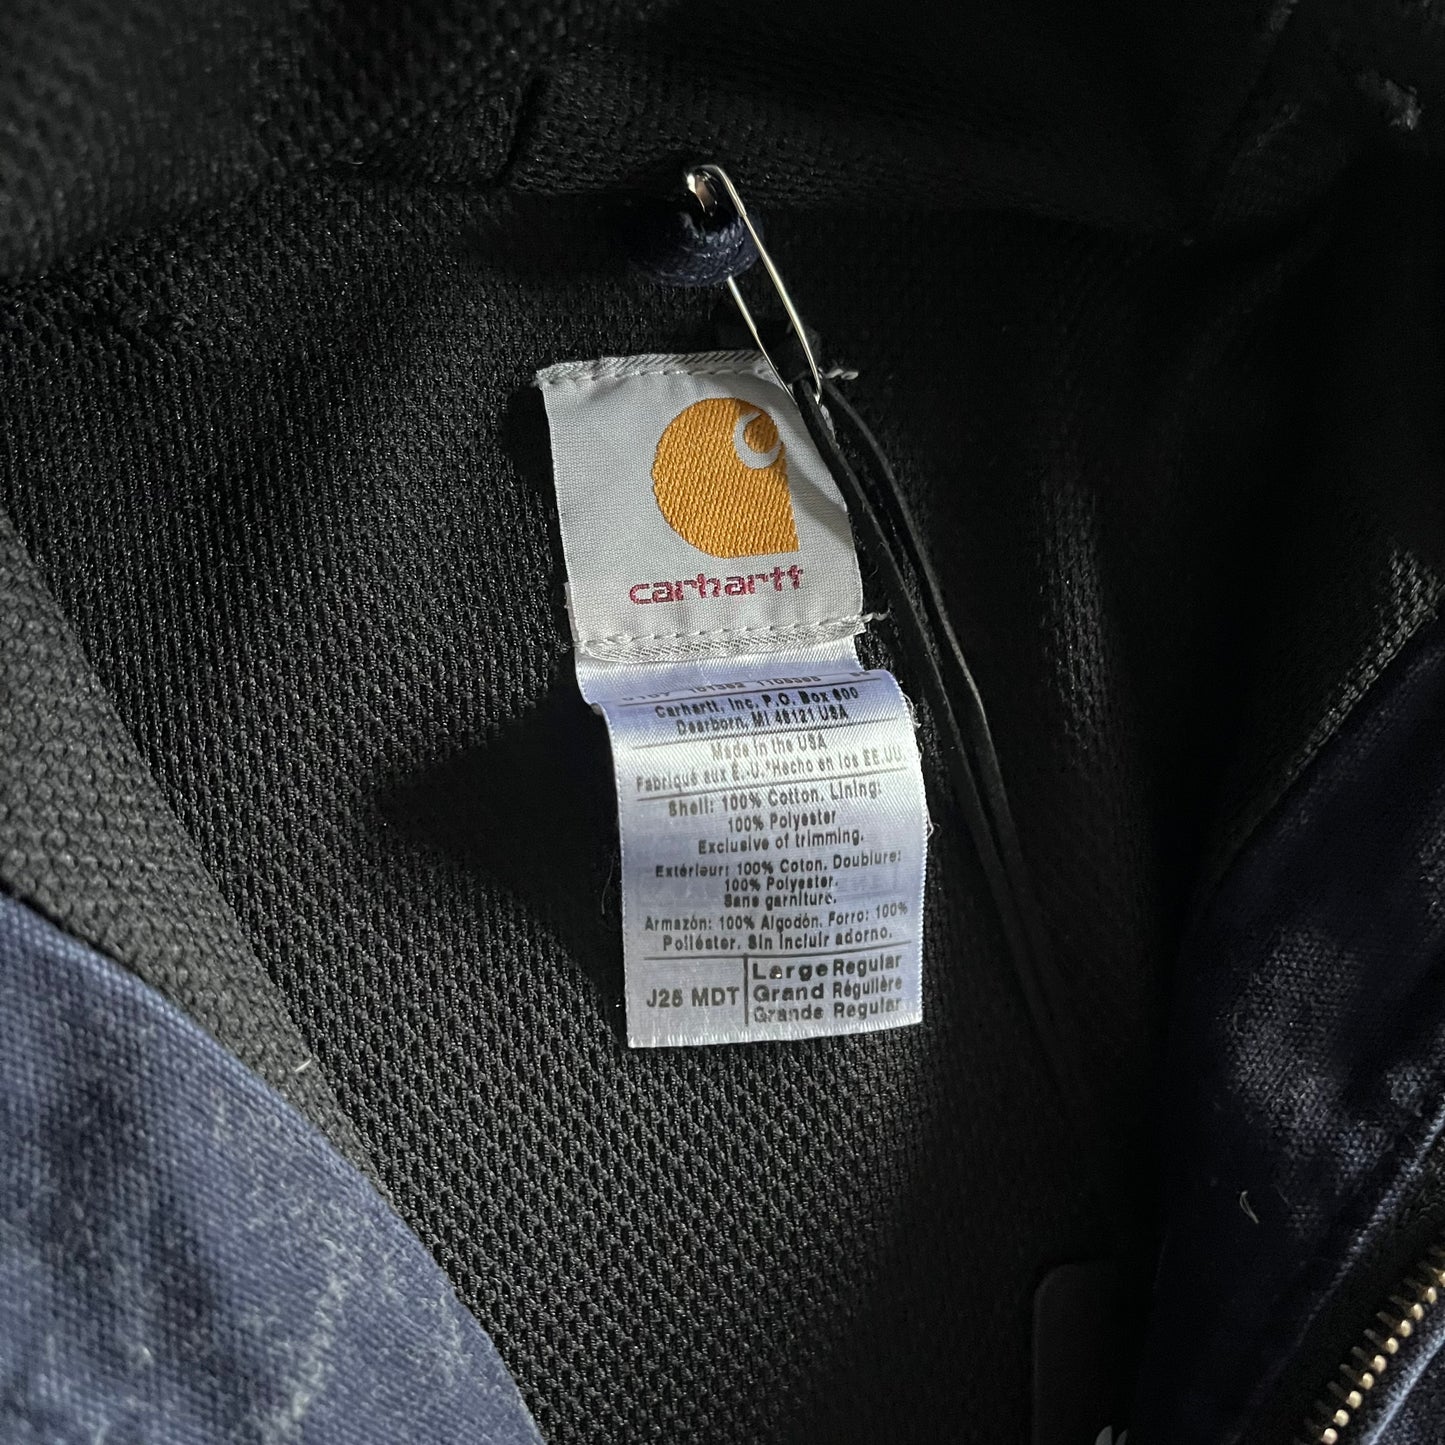 carhartt
Carhartt, Inc. P.O. Box 600
Dearborn, MI 48121 USA
Made in the USA
Fabriqué aux É.-U.*Hecho en los EE.UU
Shell: 100% Cotton. Lining:
100% Polyester
Exclusive of trimming.
Extérieur: 100% Coton. Doublure:
100% Polyester.
Sans garniture.
Armazón: 100% Algodón. Forro: 100%
Poliéster. Sin incluir adorno.
J25 MDT
Large Regular
Grand Régulière
Grande Regular